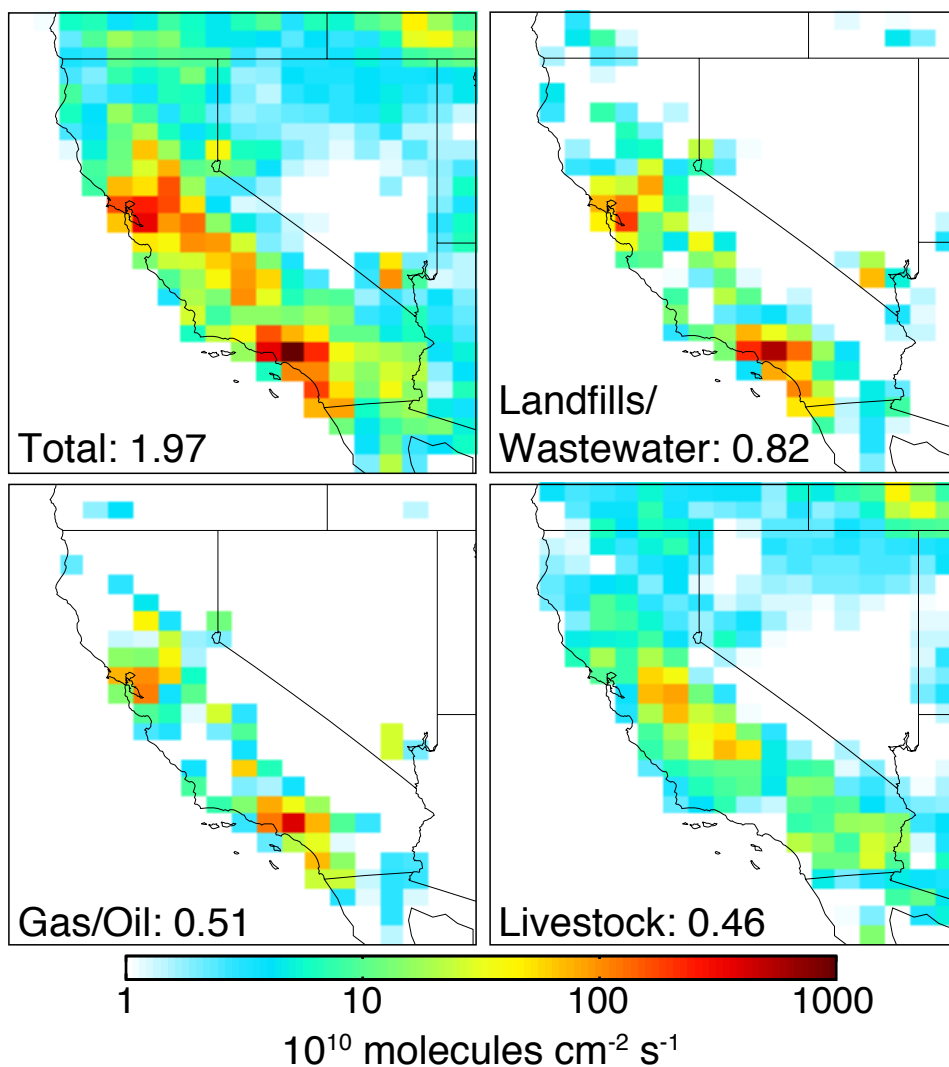 Total: 1.97
Landfills/
Wastewater: 0.82
Gas/Oil: 0.51
Livestock: 0.46
1 10 100 1000
10¹⁰ molecules cm⁻² s⁻¹